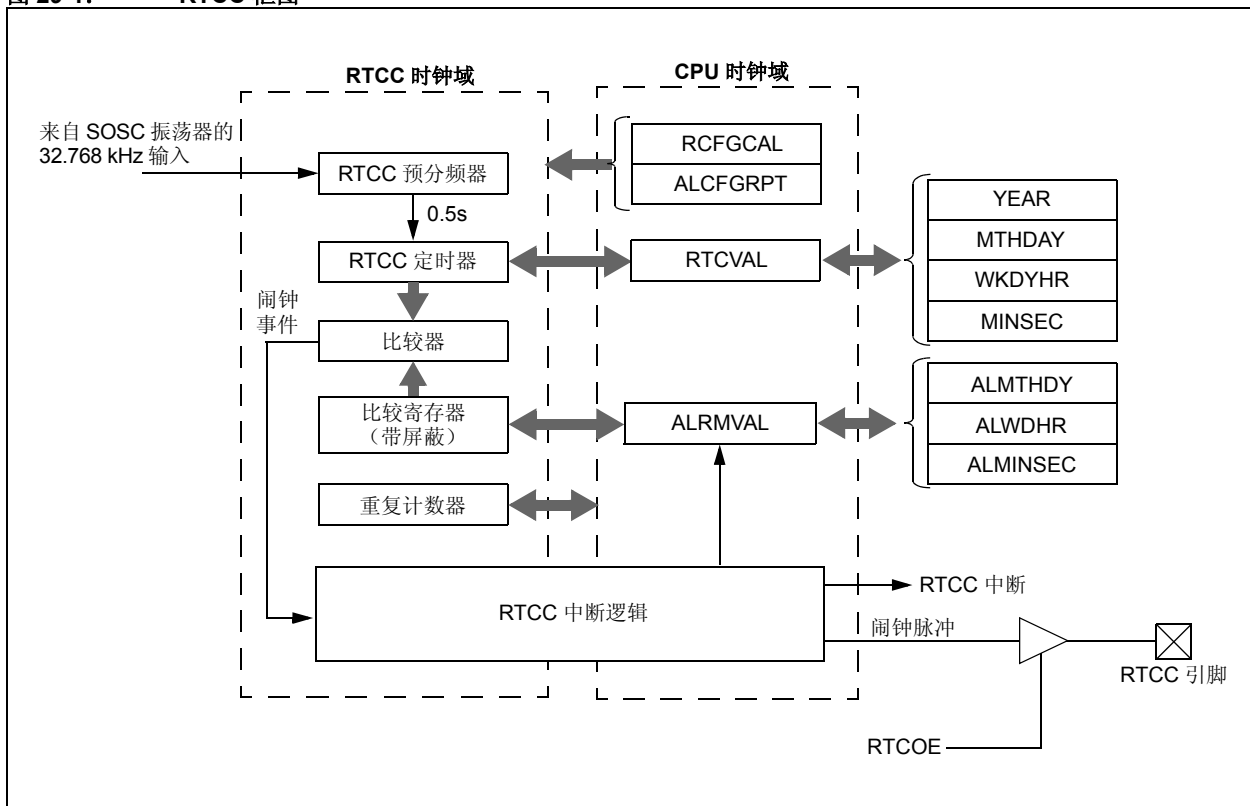 RTCC 时钟域
CPU 时钟域
来自 SOSC 振荡器的
32.768 kHz 输入
RTCC 预分频器
0.5s
RTCC 定时器
闹钟
事件
比较器
比较寄存器
（带屏蔽）
重复计数器
RCFGCAL
ALCFGRPT
RTCVAL
ALRMVAL
YEAR
MTHDAY
WKDYHR
MINSEC
ALMTHDY
ALWDHR
ALMINSEC
RTCC 中断逻辑
RTCC 中断
闹钟脉冲
RTCC 引脚
RTCOE